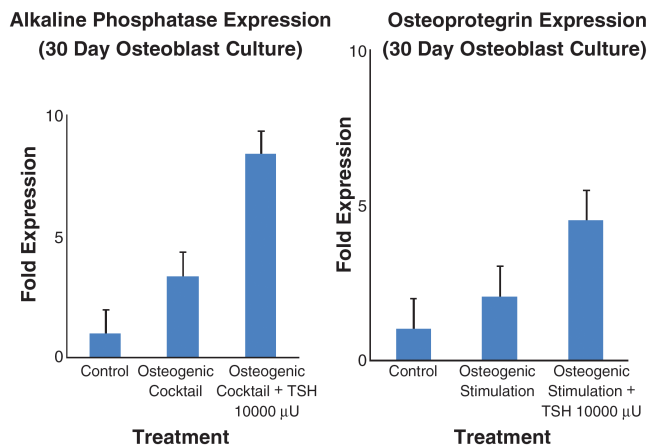 Alkaline Phosphatase Expression
(30 Day Osteoblast Culture)
10
5
0
Fold Expression
Control
Osteogenic
Cocktail
Osteogenic
Cocktail + TSH
10000 μU
Treatment
Osteoprotegrin Expression
(30 Day Osteoblast Culture)
10
5
0
Fold Expression
Control
Osteogenic
Stimulation
Osteogenic
Stimulation +
TSH 10000 μU
Treatment